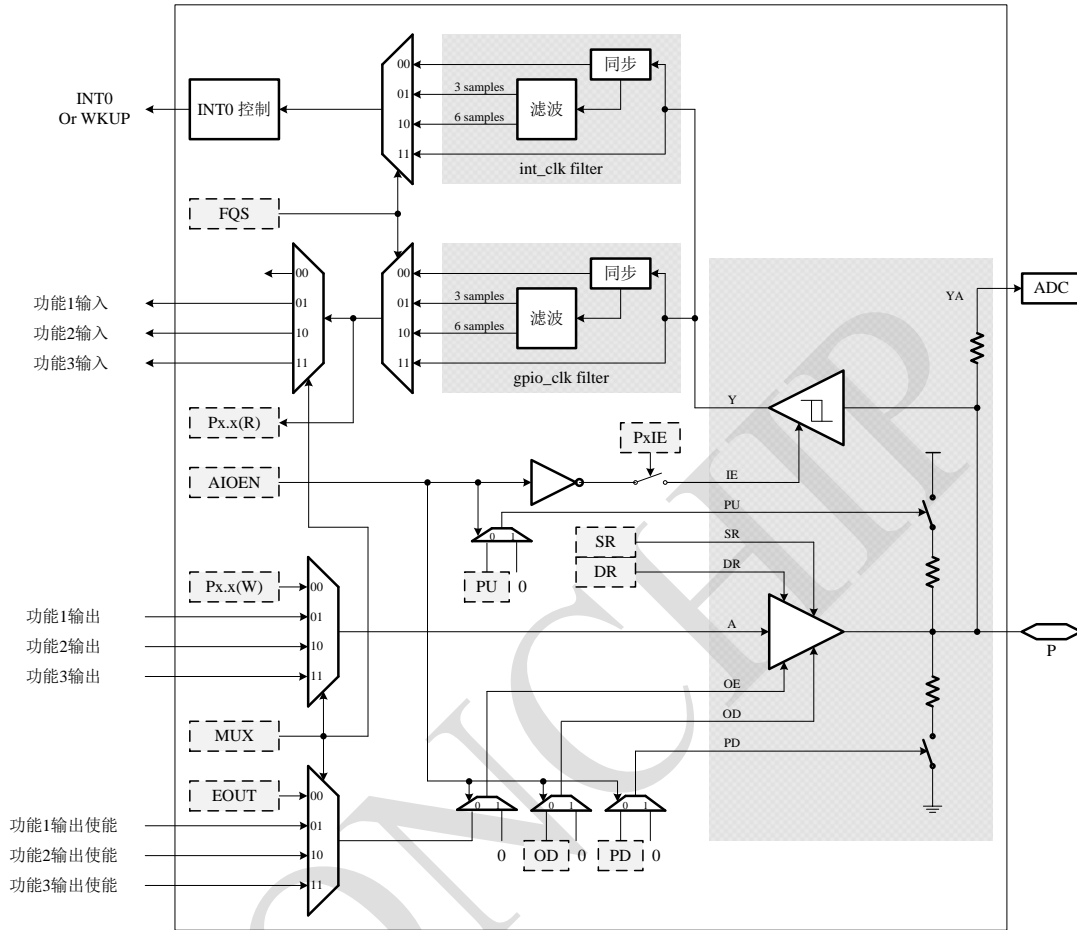 00
同步
3 samples
01
INT0
Or WKUP
INT0 控制
滤波
6 samples
10
11
int_clk filter
FQS
00
00
同步
ADC
YA
功能1输入
01
01
3 samples
滤波
功能2输入
10
10
6 samples
功能3输入
11
11
gpio_clk filter
Y
Px.x(R)
PxIE
AIOEN
IE
PU
0 1
SR
SR
DR
DR
PU
0
Px.x(W)
00
功能1输出
01
A
功能2输出
10
P
功能3输出
11
OE
OD
MUX
PD
EOUT
00
0 1
0 1
0 1
功能1输出使能
01
功能2输出使能
10
0
OD
0
PD
0
功能3输出使能
11
ONCHIP